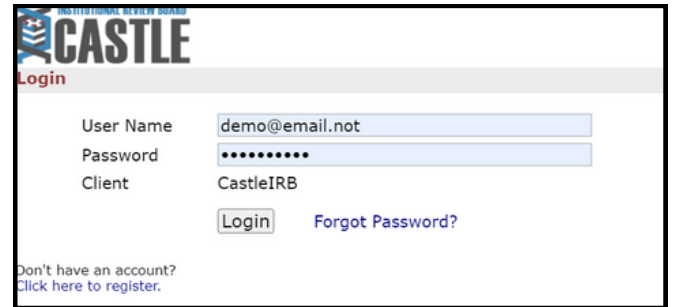 INSTITUTIONAL REVIEW BOARD
CASTLE
Login
User Name demo@email.not
Password ••••••••••
Client CastleIRB
Login Forgot Password?
Don't have an account?
Click here to register.